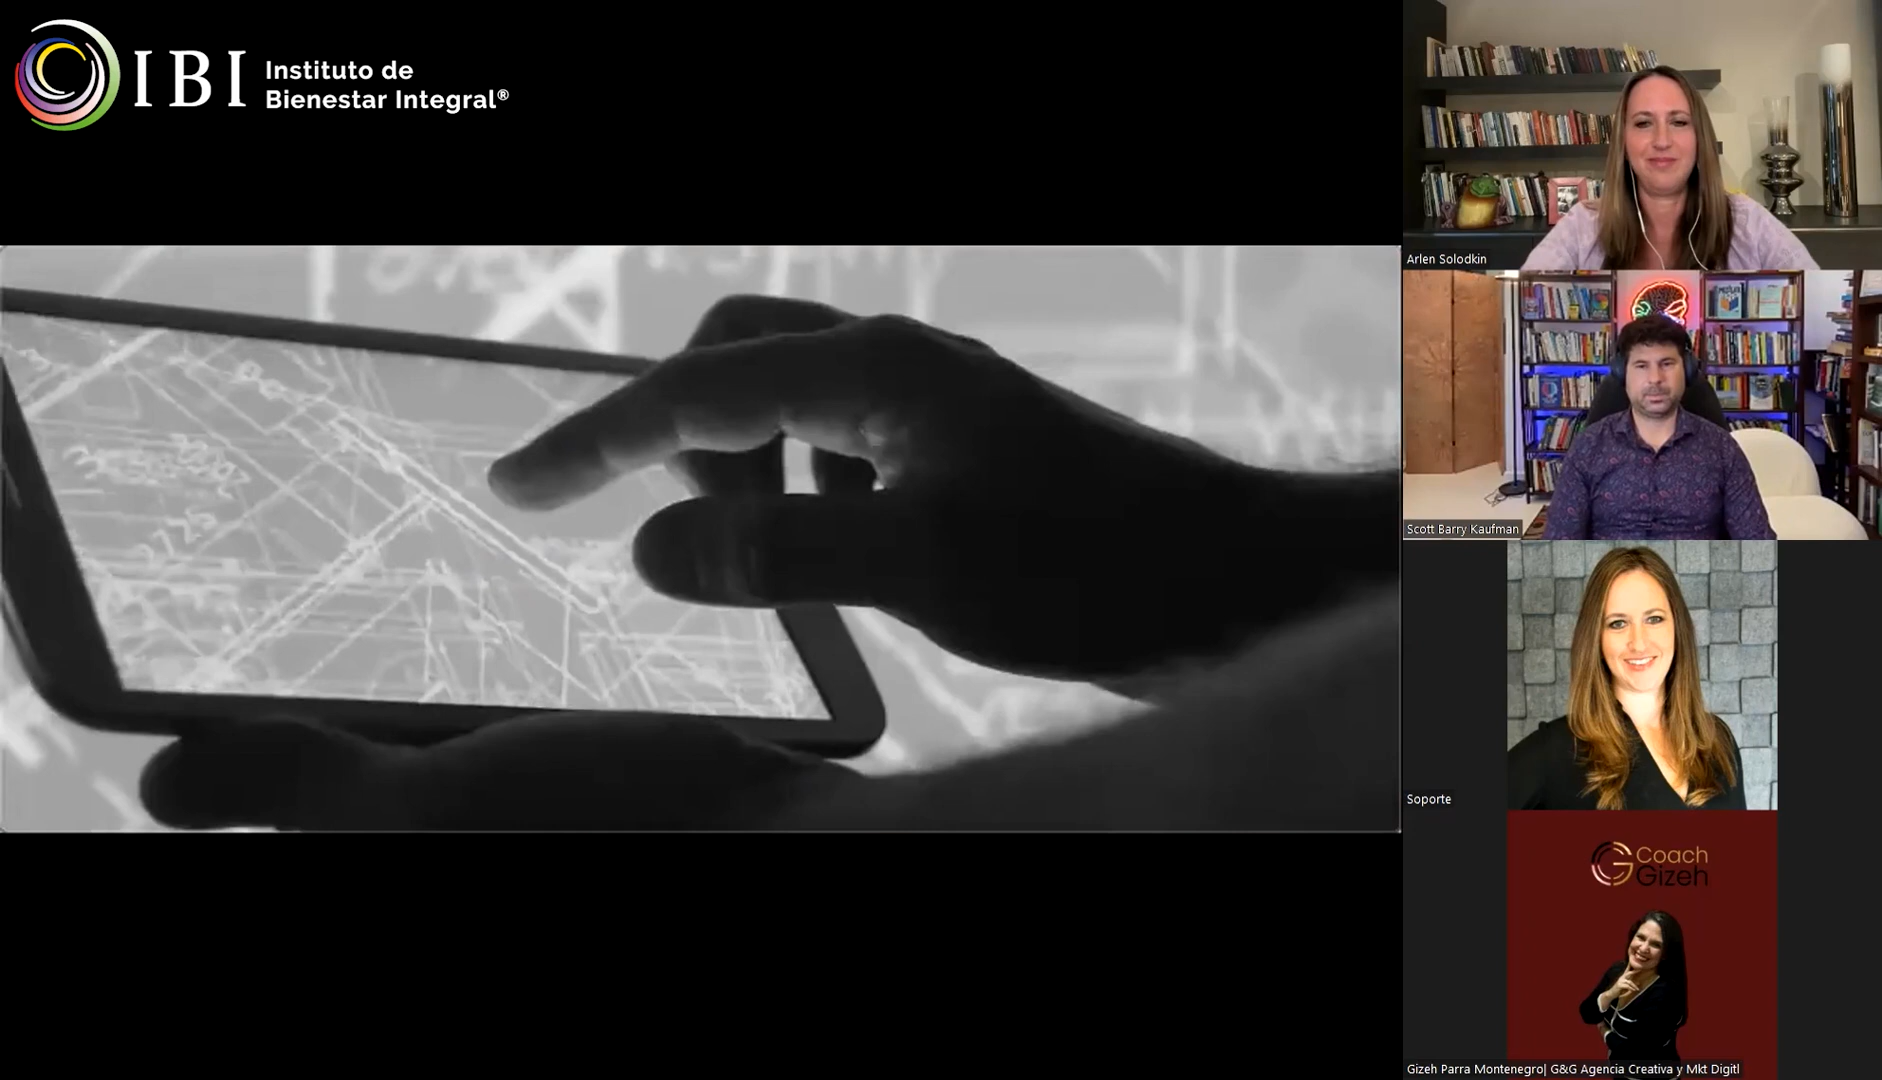 IBI
Instituto de
Bienestar Integral®
Arlen Solodkin
Scott Barry Kaufman
Soporte
Coach
Gizeh
Gizeh Parra Montenegro| G&G Agencia Creativa y Mkt Digitl